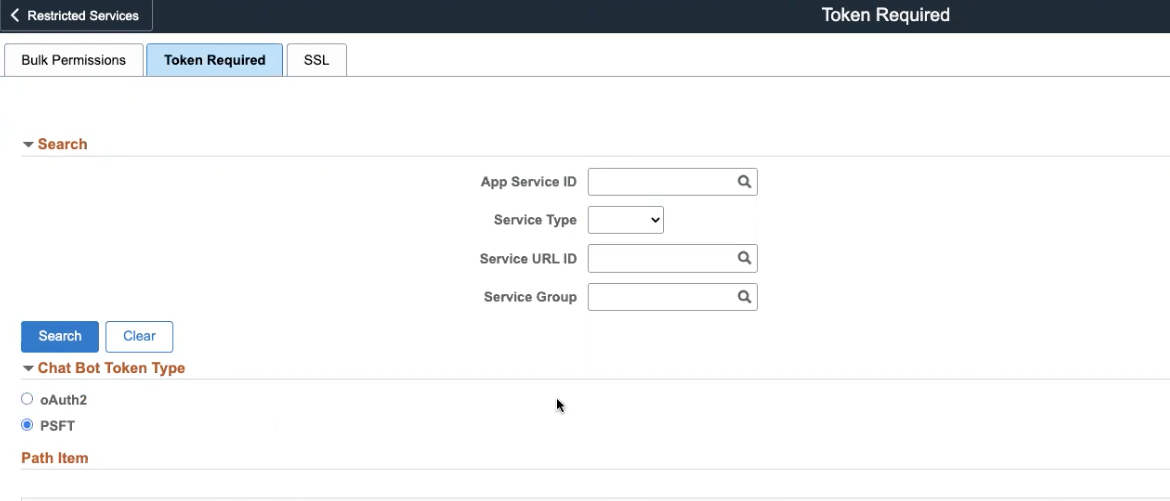 Restricted Services
Token Required
Bulk Permissions
Token Required
SSL
Search
App Service ID
Service Type
Service URL ID
Service Group
Search
Clear
Chat Bot Token Type
oAuth2
PSFT
Path Item